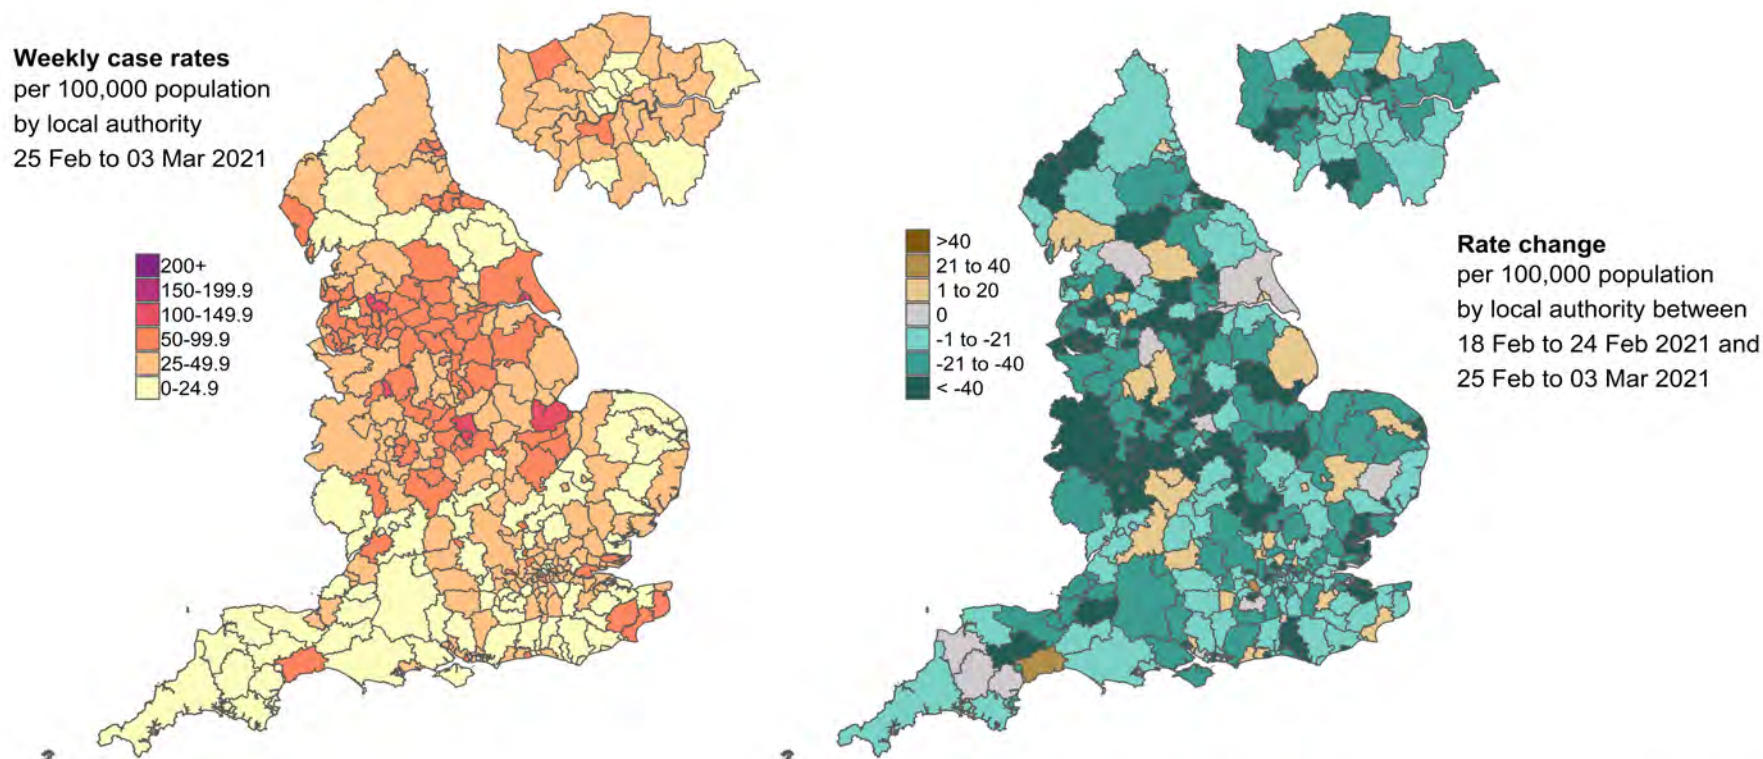 Weekly case rates
per 100,000 population
by local authority
25 Feb to 03 Mar 2021
200+
150-199.9
100-149.9
50-99.9
25-49.9
0-24.9
>40
21 to 40
1 to 20
0
-1 to -21
-21 to -40
< -40
Rate change
per 100,000 population
by local authority between
18 Feb to 24 Feb 2021 and
25 Feb to 03 Mar 2021